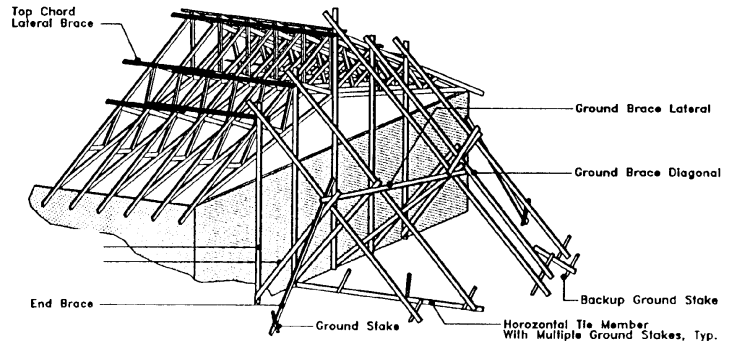 Top Chord
Lateral Brace
Ground Brace Lateral
Ground Brace Diagonal
Backup Ground Stake
End Brace
Ground Stake
Horozontal Tie Member
With Multiple Ground Stakes, Typ.